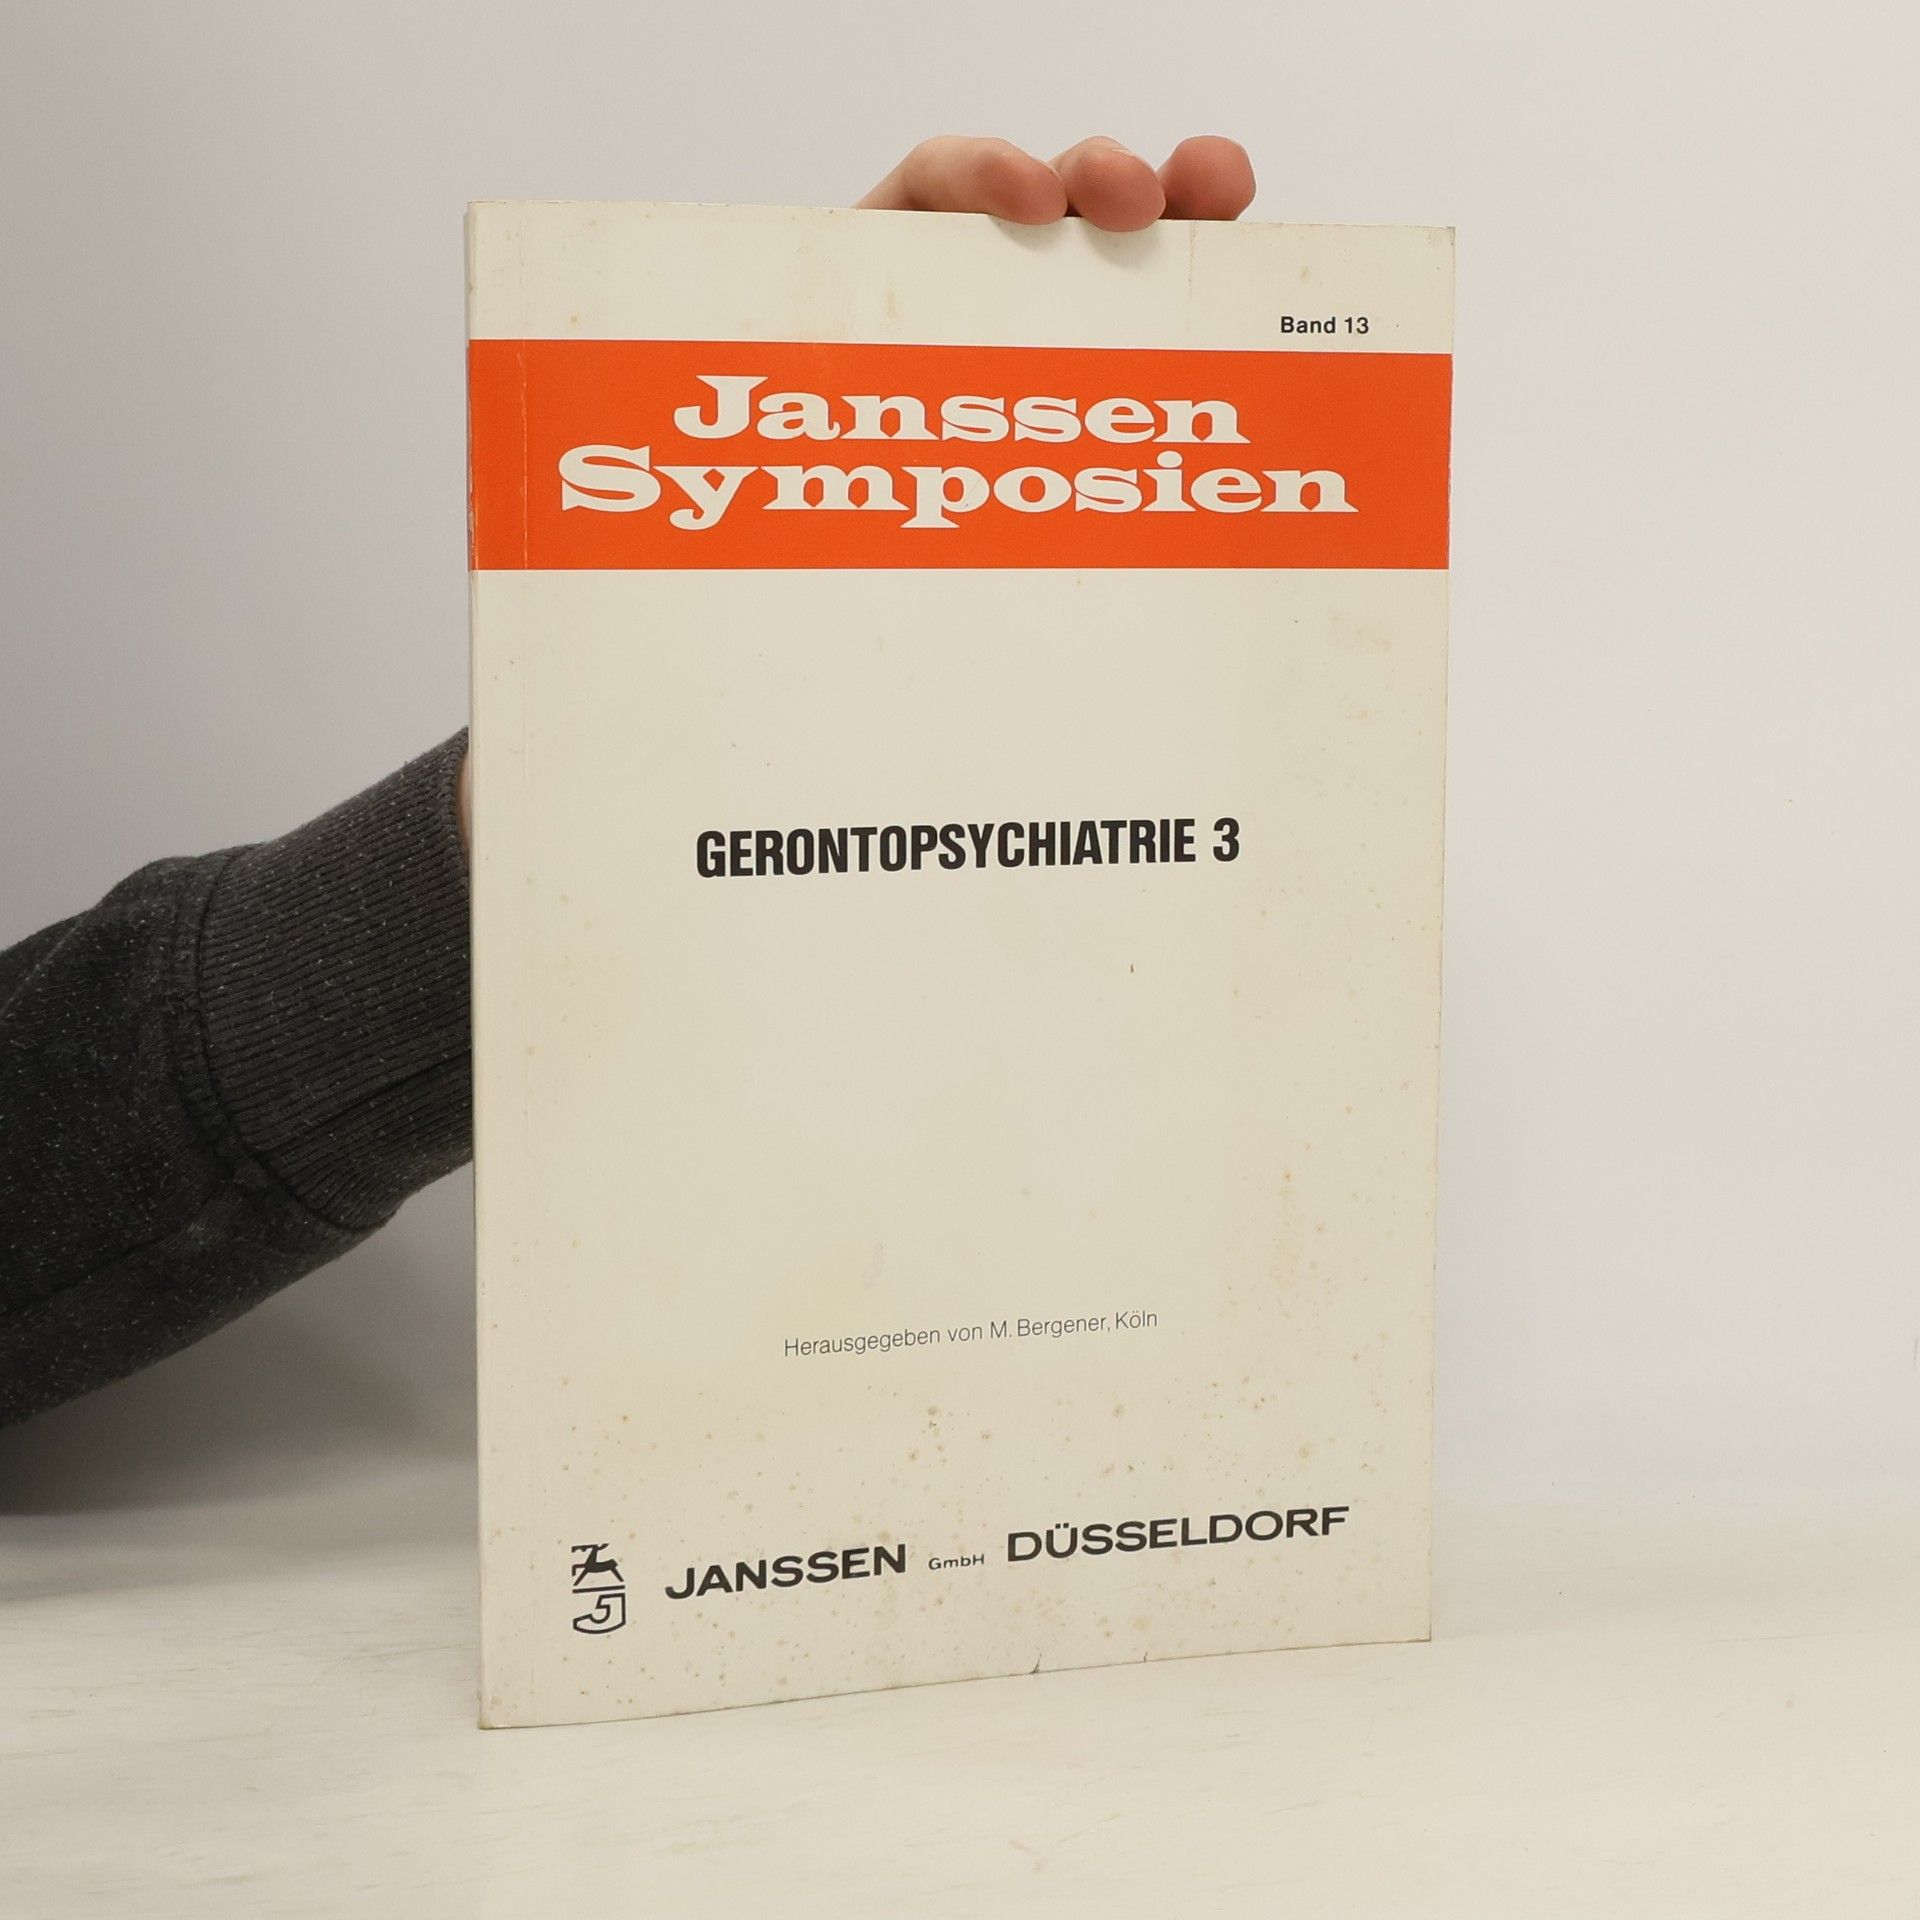 Band 13
Janssen
Symposien
GERONTOPSYCHIATRIE 3
Herausgegeben von M. Bergener, Köln
JANSSEN GmbH DÜSSELDORF